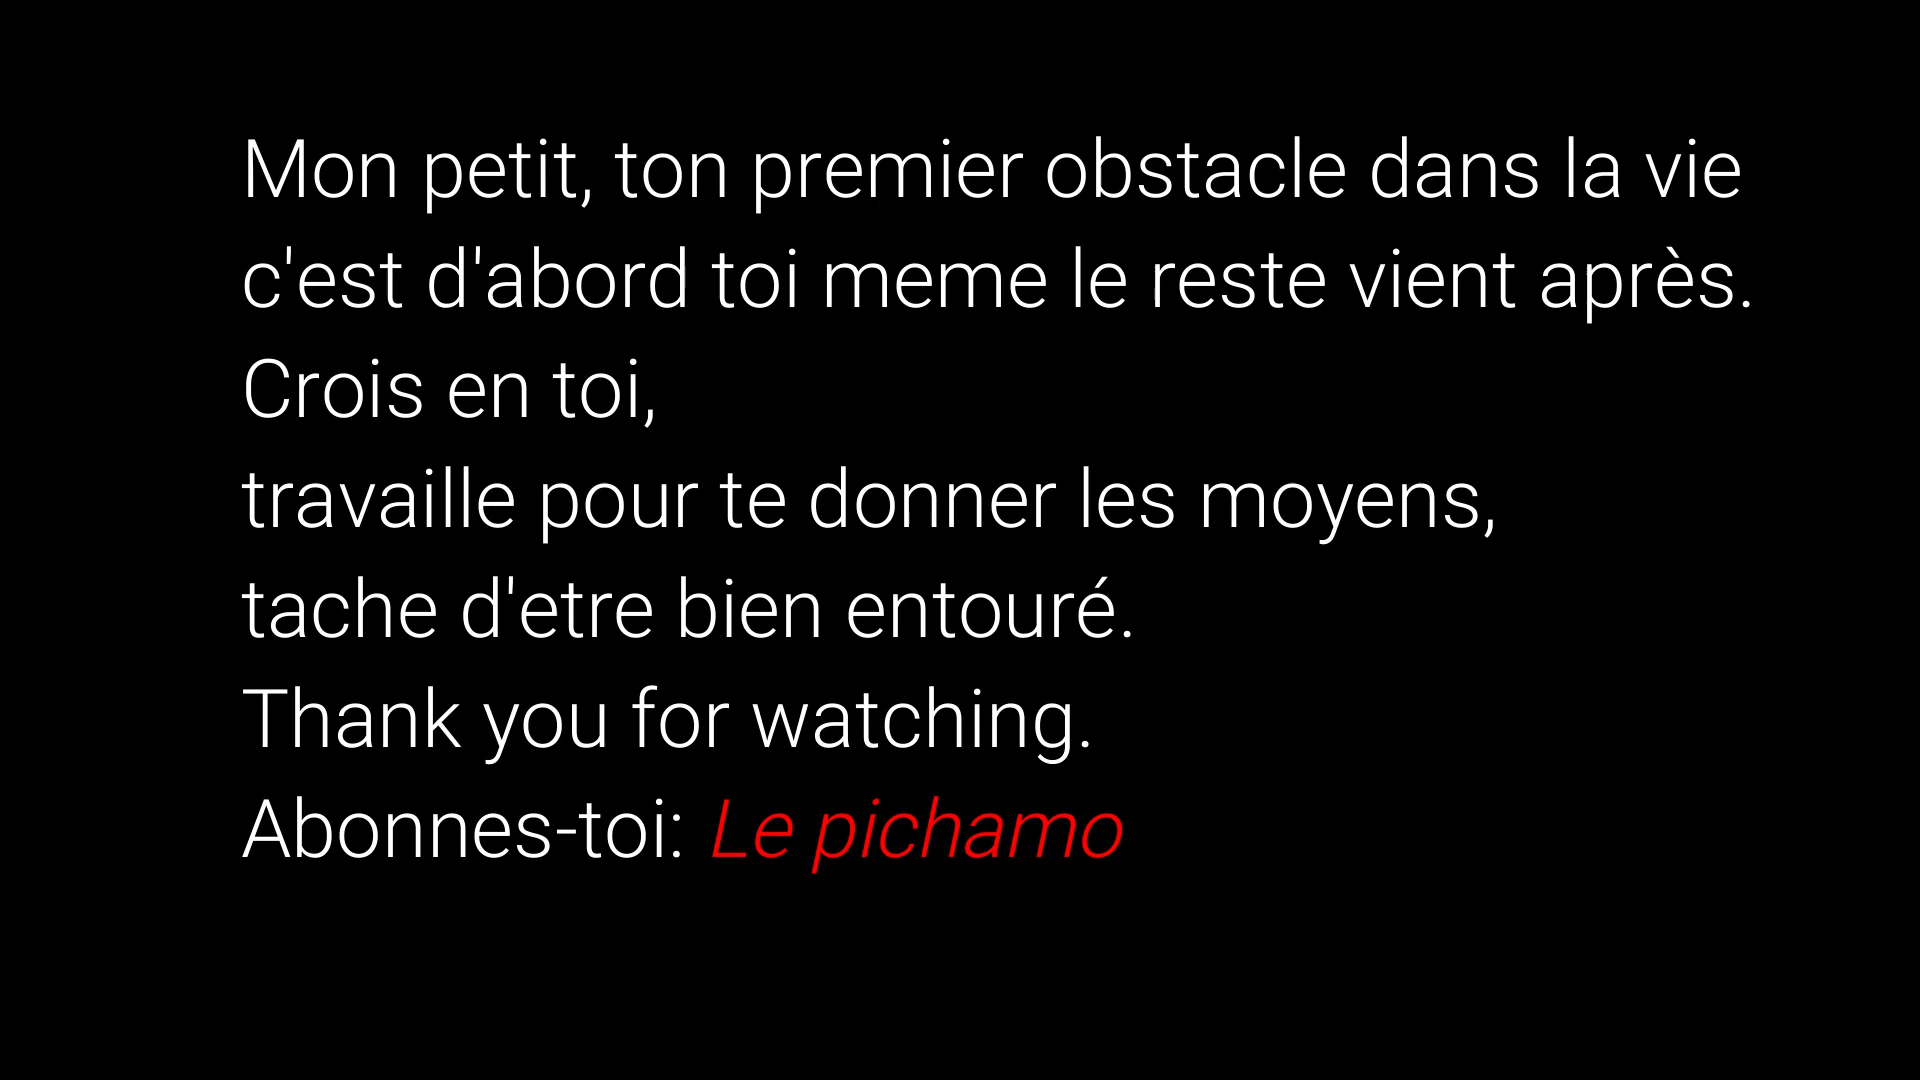 Mon petit, ton premier obstacle dans la vie
c'est d'abord toi meme le reste vient après.
Crois en toi,
travaille pour te donner les moyens,
tache d'etre bien entouré.
Thank you for watching.
Abonnes-toi: Le pichamo